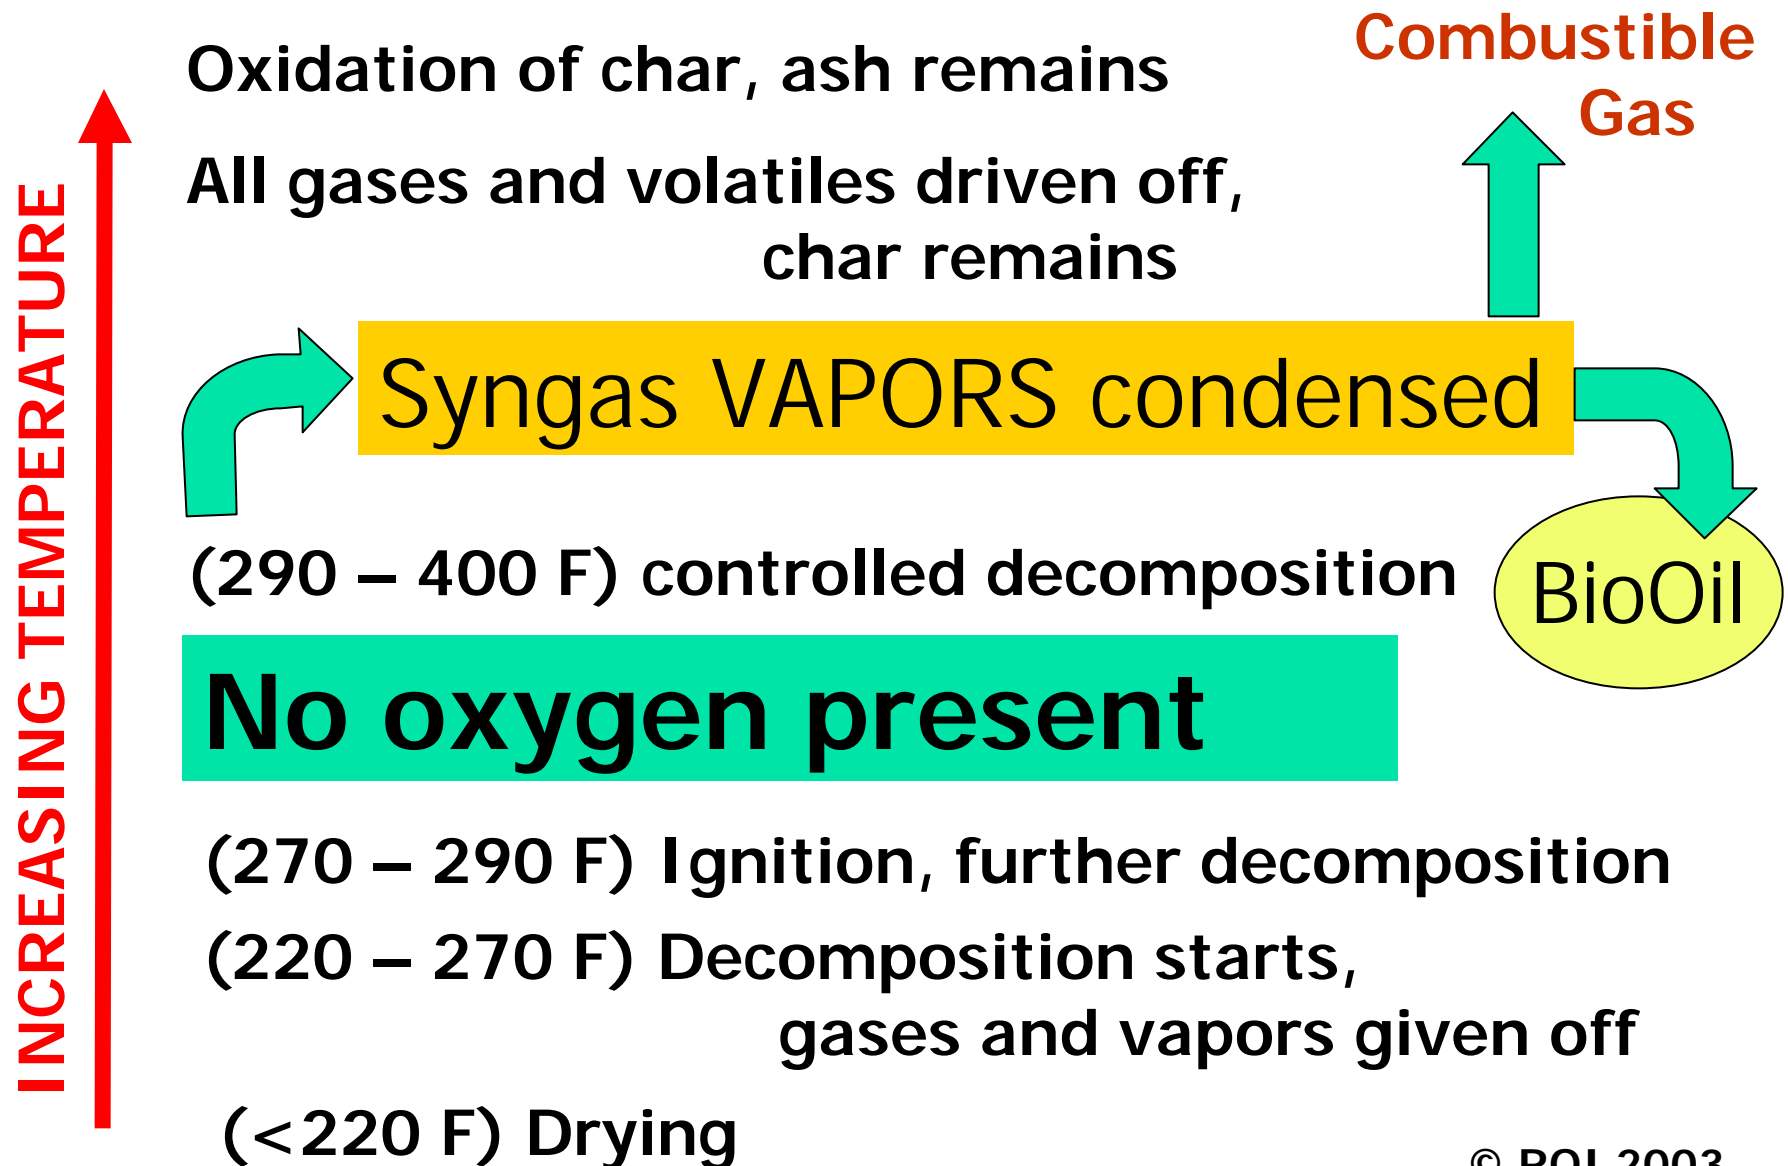 Combustible
Gas
Oxidation of char, ash remains
All gases and volatiles driven off,
char remains
INCREASING TEMPERATURE
Syngas VAPORS condensed
(290 – 400 F) controlled decomposition
BioOil
No oxygen present
(270 – 290 F) Ignition, further decomposition
(220 – 270 F) Decomposition starts,
gases and vapors given off
(<220 F) Drying
© 2003